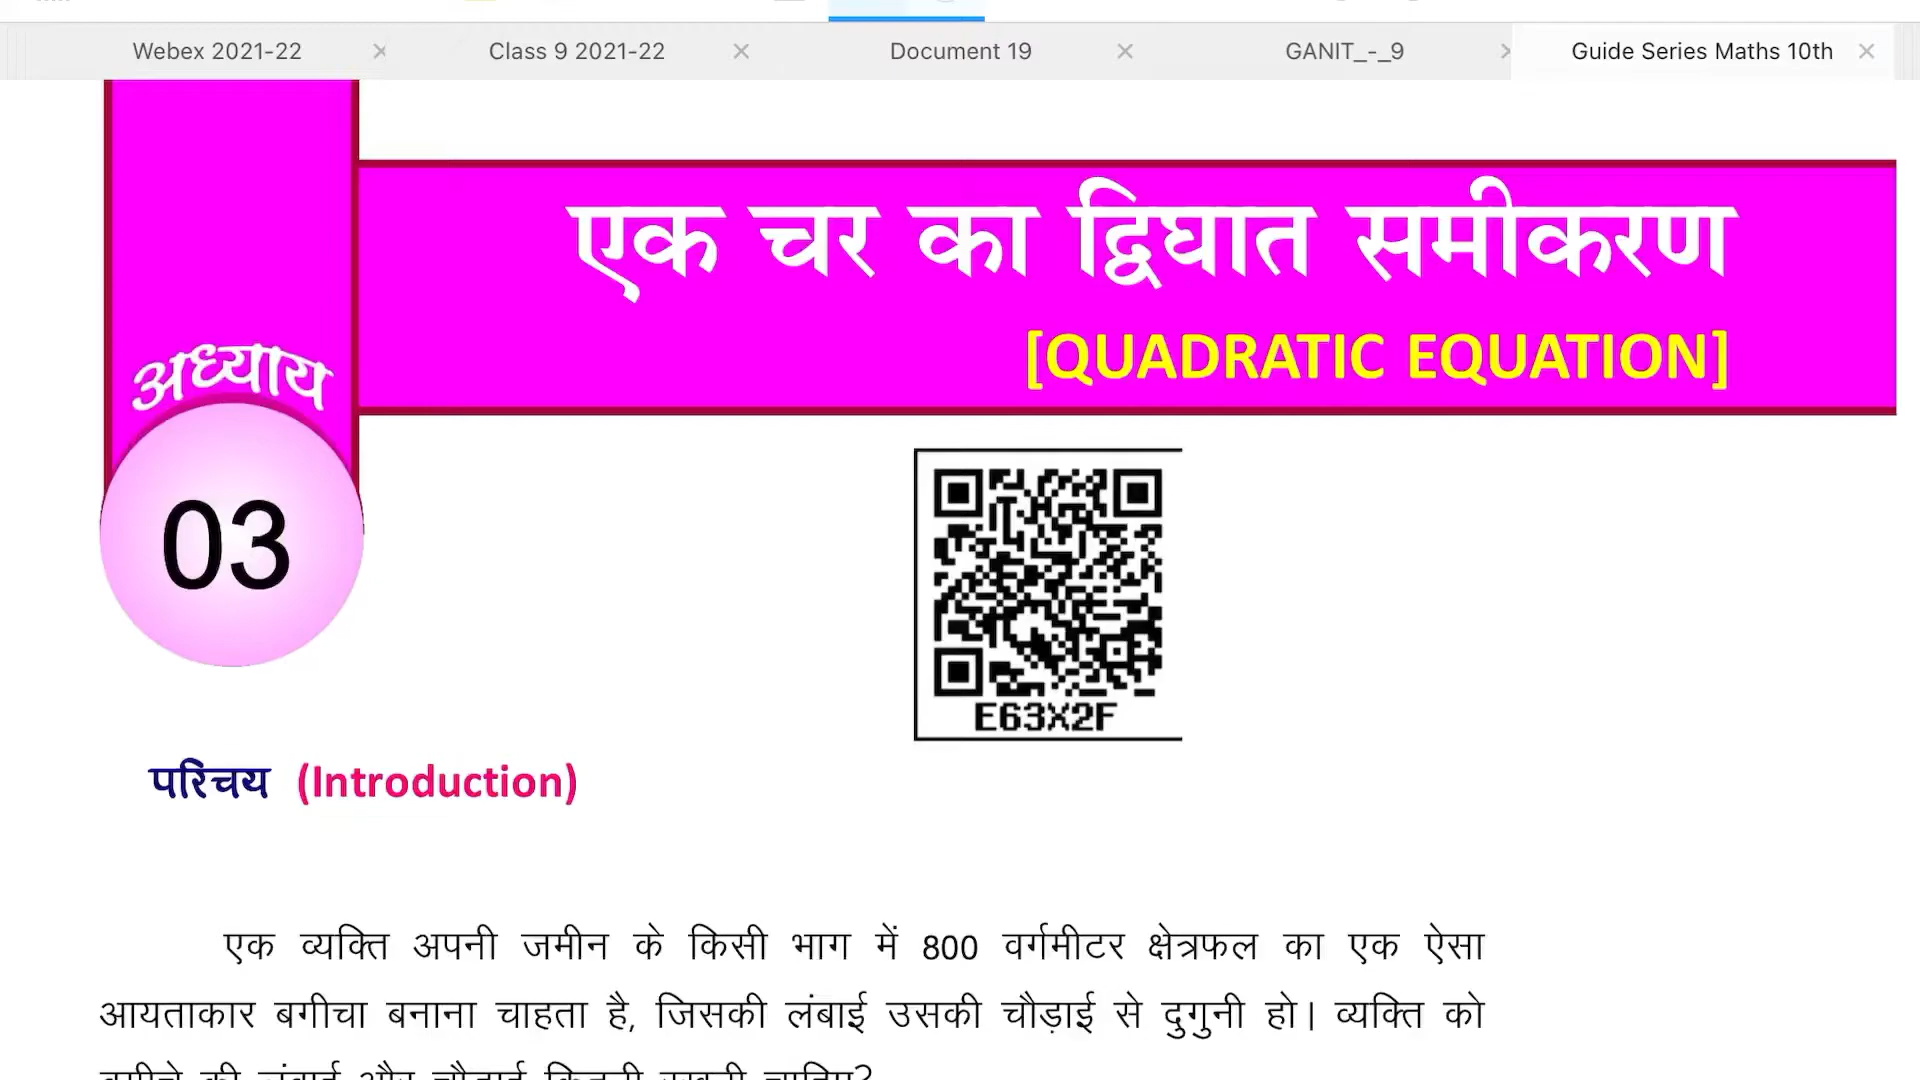 Webex 2021-22 Class 9 2021-22 Document 19 GANIT_-_9 Guide Series Maths 10th
एक चर का द्विघात समीकरण
[QUADRATIC EQUATION]
अध्याय
03
E63X2F
परिचय (Introduction)
एक व्यक्ति अपनी जमीन के किसी भाग में 800 वर्गमीटर क्षेत्रफल का एक ऐसा
आयताकार बगीचा बनाना चाहता है, जिसकी लंबाई उसकी चौड़ाई से दुगुनी हो। व्यक्ति को